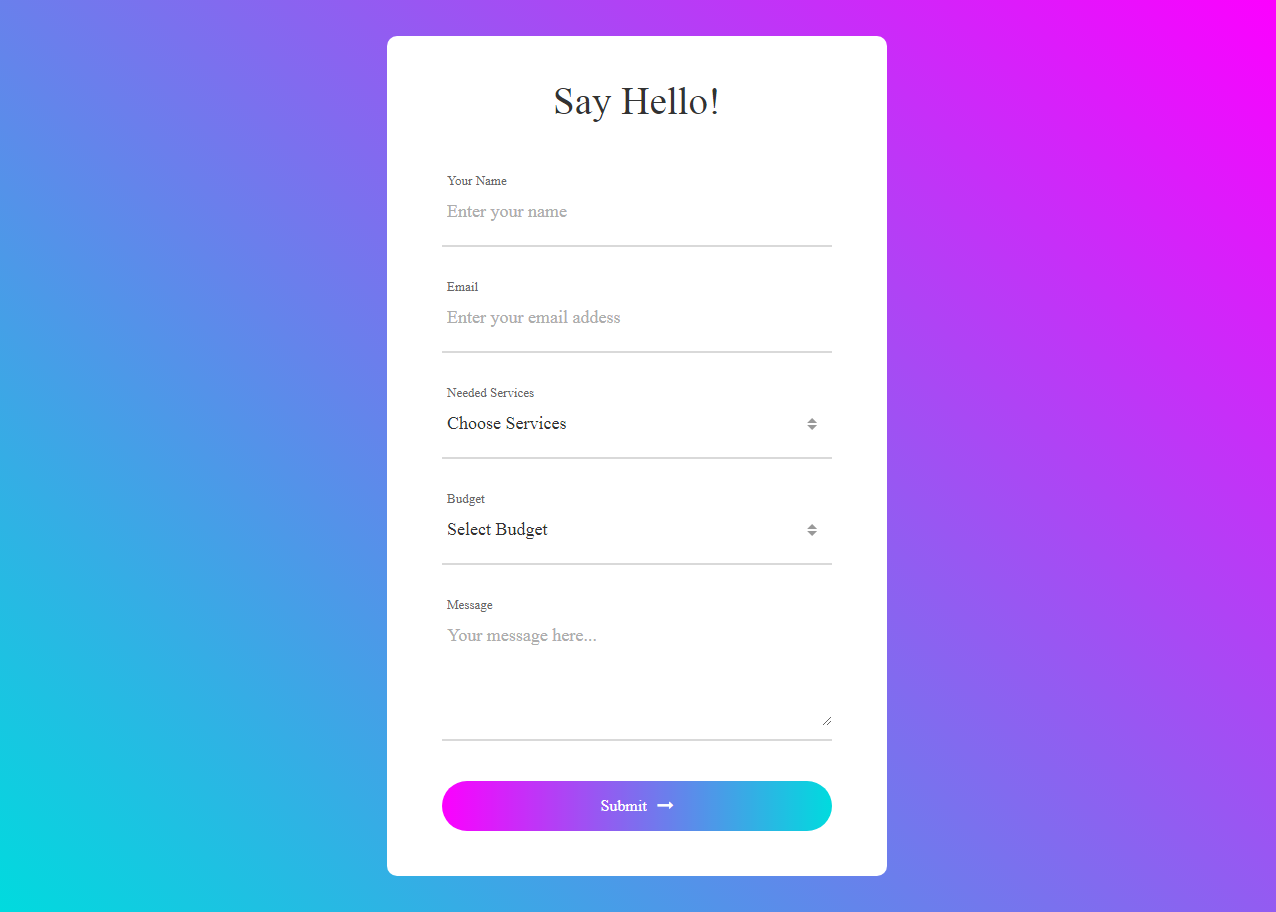 Say Hello!
Your Name
Enter your name
Email
Enter your email addess
Needed Services
Choose Services
Budget
Select Budget
Message
Your message here...
Submit